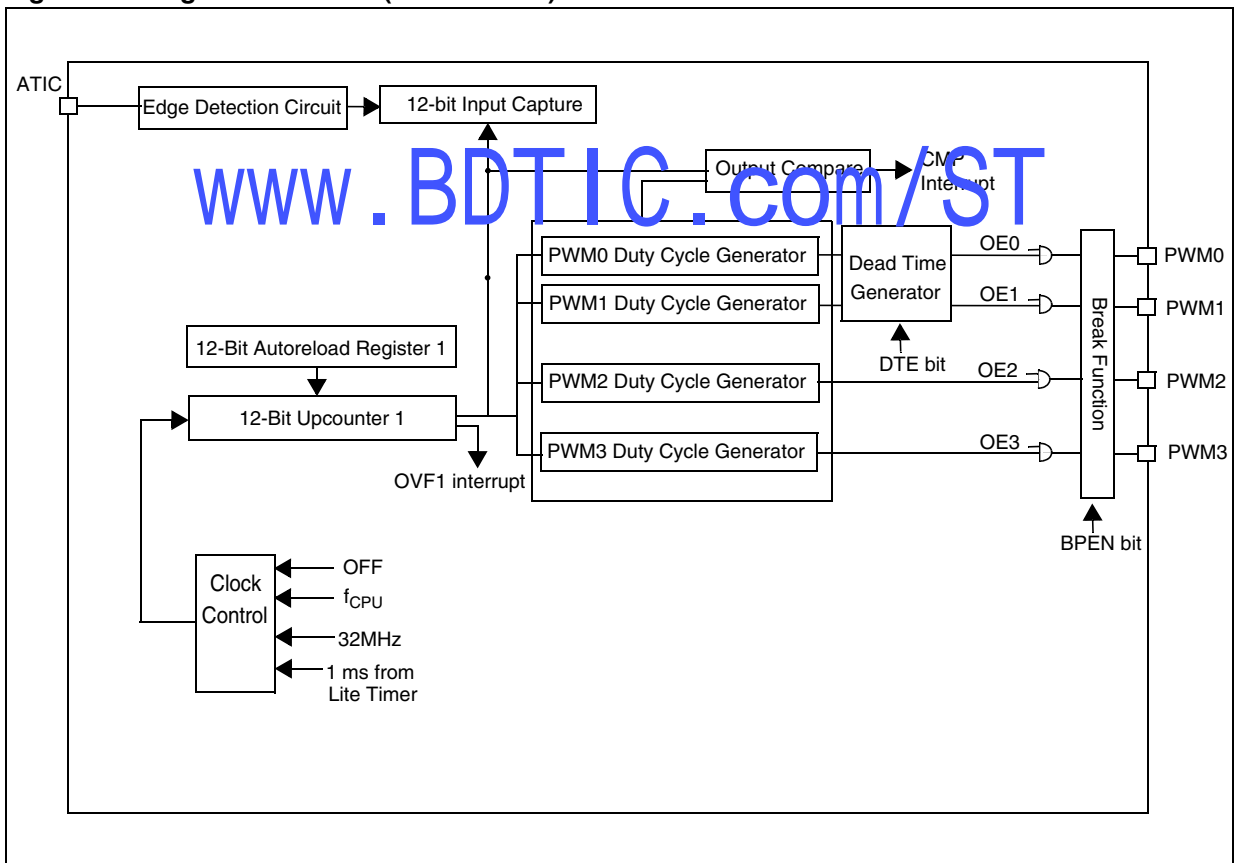 ATIC
Edge Detection Circuit
12-bit Input Capture
Output Compare
CMP
Interrupt
www.BDTIC.com/ST
PWM0 Duty Cycle Generator
PWM1 Duty Cycle Generator
PWM2 Duty Cycle Generator
PWM3 Duty Cycle Generator
Dead Time
Generator
DTE bit
OE0
OE1
OE2
OE3
Break Function
BPEN bit
PWM0
PWM1
PWM2
PWM3
12-Bit Autoreload Register 1
12-Bit Upcounter 1
OVF1 interrupt
Clock
Control
OFF
fCPU
32MHz
1 ms from
Lite Timer